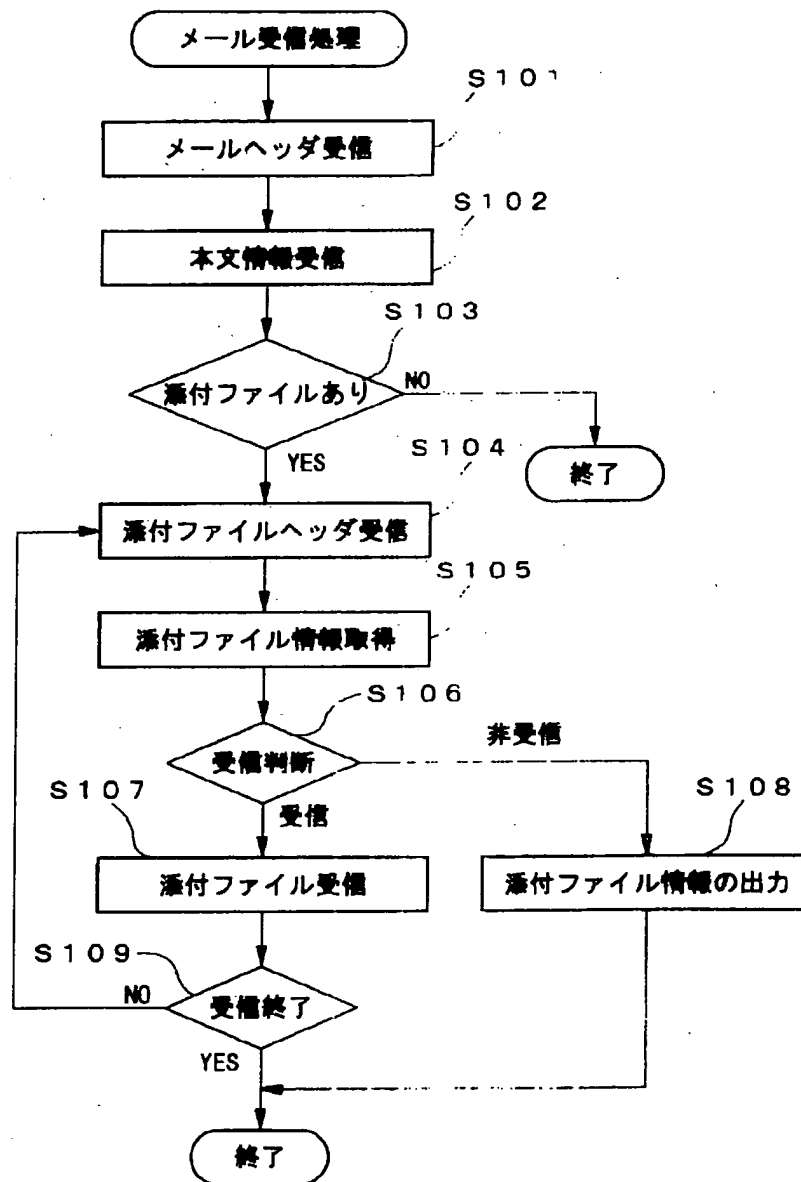 メール受信処理
S101
メールヘッダ受信
S102
本文情報受信
S103
添付ファイルあり
NO
YES
終了
S104
添付ファイルヘッダ受信
S105
添付ファイル情報取得
S106
受信判断
非受信
受信
S107
添付ファイル受信
S108
添付ファイル情報の出力
S109
受信終了
NO
YES
終了